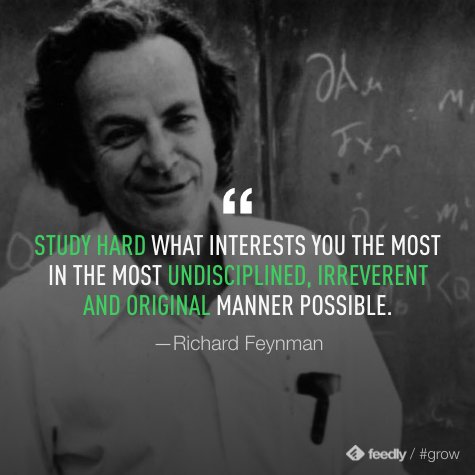 “
STUDY HARD WHAT INTERESTS YOU THE MOST
IN THE MOST UNDISCIPLINED, IRREVERENT
AND ORIGINAL MANNER POSSIBLE.
—Richard Feynman
feedly / #grow